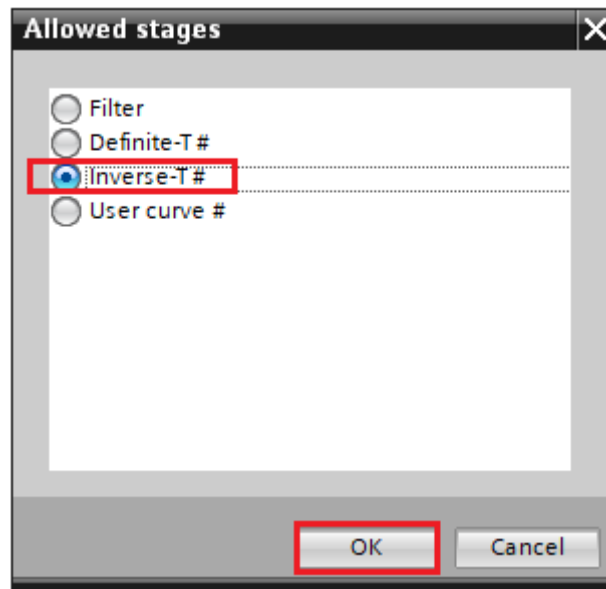 Allowed stages
Filter
Definite-T #
Inverse-T #
User curve #
OK
Cancel